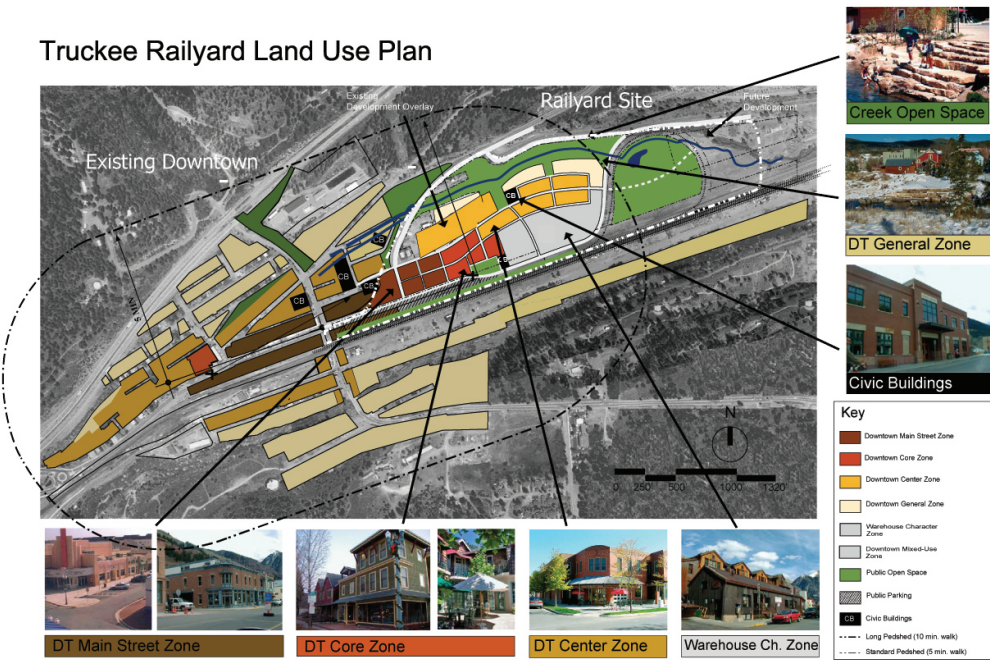 Truckee Railyard Land Use Plan
Existing
Development Overlay
Railyard Site
Future
Development
Existing Downtown
CB
CB
CB
CB
CB
CB
N
0 250 500 1000 1320'
Creek Open Space
DT General Zone
Civic Buildings
Key
Downtown Main Street Zone
Downtown Core Zone
Downtown Center Zone
Downtown General Zone
Warehouse Character
Zone
Downtown Mixed-Use
Zone
Public Open Space
Public Parking
CB Civic Buildings
Long Pedshed (10 min. walk)
Standard Pedshed (5 min. walk)
DT Main Street Zone
DT Core Zone
DT Center Zone
Warehouse Ch. Zone